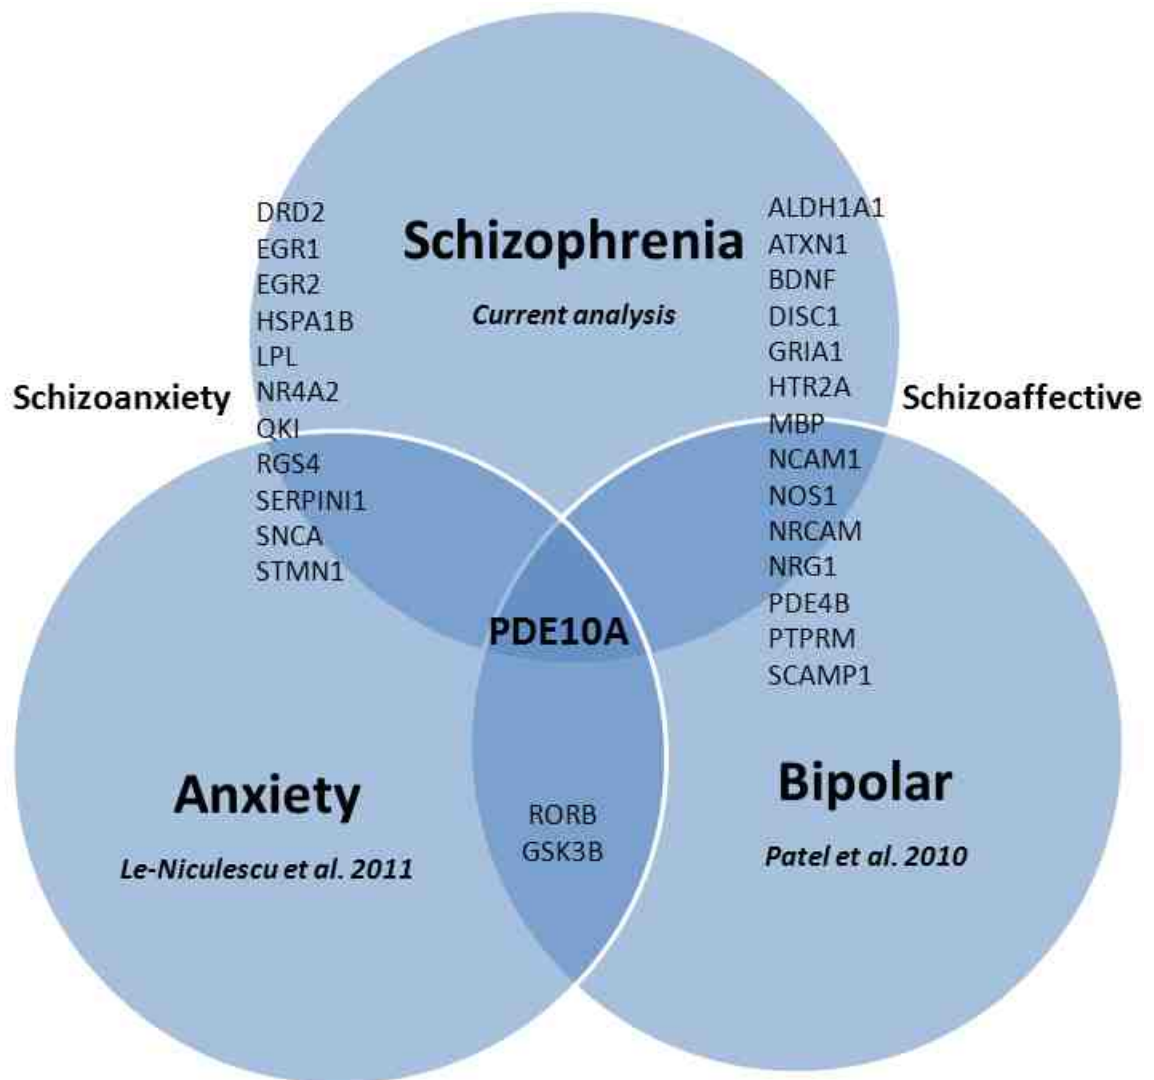 Schizophrenia
Current analysis
DRD2
EGR1
EGR2
HSPA1B
LPL
NR4A2
QKI
RGS4
SERPINI1
SNCA
STMN1
ALDH1A1
ATXN1
BDNF
DISC1
GRIA1
HTR2A
MBP
NCAM1
NOS1
NRCAM
NRG1
PDE4B
PTPRM
SCAMP1
Schizoanxiety
Schizoaffective
PDE10A
Anxiety
Le-Niculescu et al. 2011
RORB
GSK3B
Bipolar
Patel et al. 2010